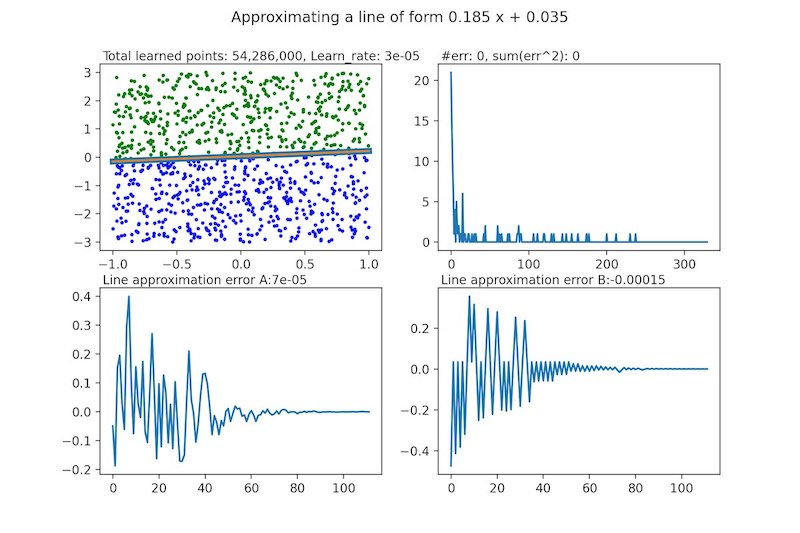 Approximating a line of form 0.185 x + 0.035
Total learned points: 54,286,000, Learn_rate: 3e-05
3
2
1
0
−1
−2
−3
−1.0 −0.5 0.0 0.5 1.0
#err: 0, sum(err^2): 0
20
15
10
5
0
0 100 200 300
Line approximation error A:7e-05
0.4
0.3
0.2
0.1
0.0
−0.1
−0.2
0 20 40 60 80 100
Line approximation error B:-0.00015
0.2
0.0
−0.2
−0.4
0 20 40 60 80 100